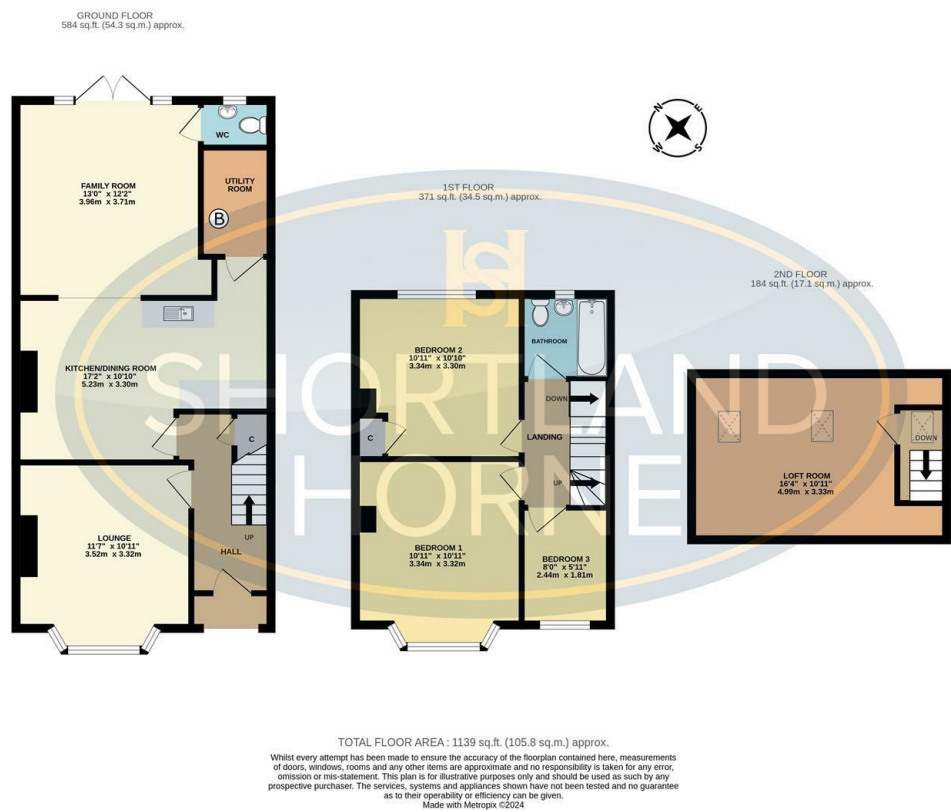 GROUND FLOOR
584 sq.ft. (54.3 sq.m.) approx.
WC
UTILITY
ROOM
B
FAMILY ROOM
13'0" x 12'2"
3.96m x 3.71m
KITCHEN/DINING ROOM
17'2" x 10'10"
5.23m x 3.30m
C
LOUNGE
11'7" x 10'11"
3.52m x 3.32m
UP
HALL
N
E
S
W
1ST FLOOR
371 sq.ft. (34.5 sq.m.) approx.
BEDROOM 2
10'11" x 10'10"
3.34m x 3.30m
BATHROOM
DOWN
LANDING
C
UP
BEDROOM 1
10'11" x 10'11"
3.34m x 3.32m
BEDROOM 3
8'0" x 5'11"
2.44m x 1.81m
2ND FLOOR
184 sq.ft. (17.1 sq.m.) approx.
DOWN
LOFT ROOM
16'4" x 10'11"
4.99m x 3.33m
SH
SHORTLAND
HORNE
TOTAL FLOOR AREA : 1139 sq.ft. (105.8 sq.m.) approx.
Whilst every attempt has been made to ensure the accuracy of the floorplan contained here, measurements
of doors, windows, rooms and any other items are approximate and no responsibility is taken for any error,
omission or mis-statement. This plan is for illustrative purposes only and should be used as such by any
prospective purchaser. The services, systems and appliances shown have not been tested and no guarantee
as to their operability or efficiency can be given.
Made with Metropix ©2024